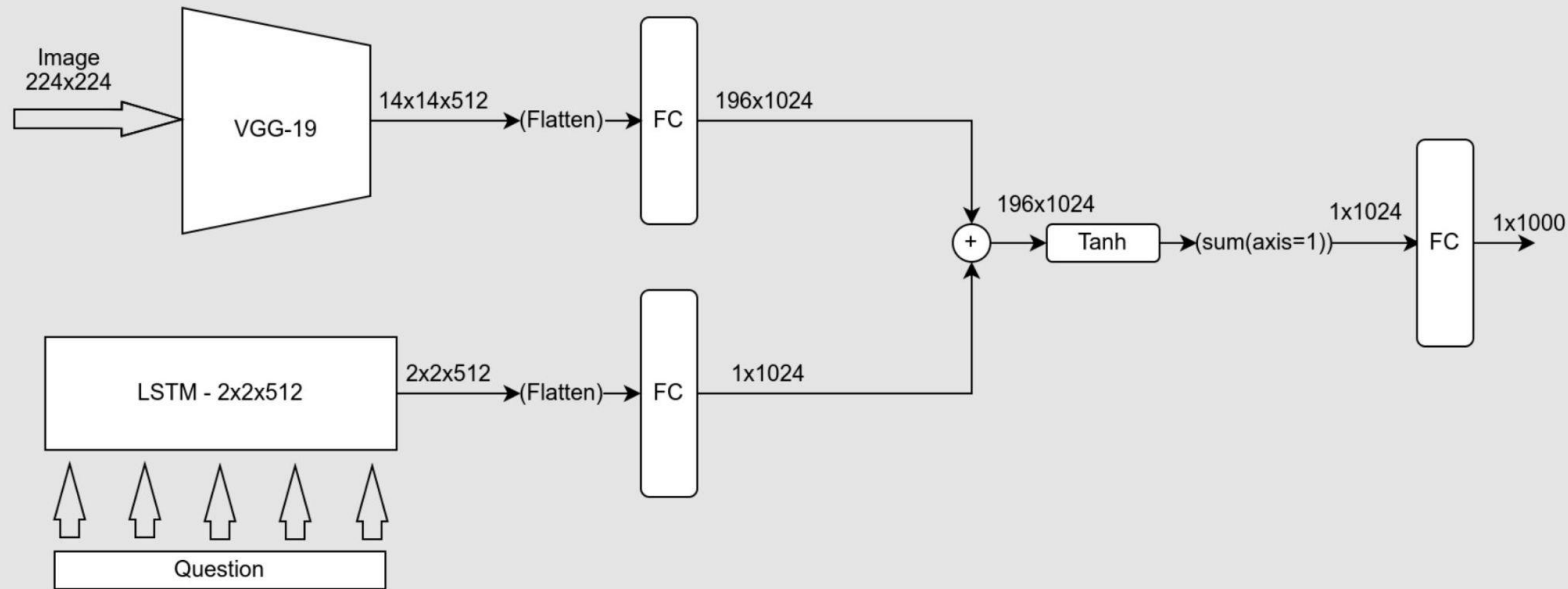 Image
224x224
VGG-19
14x14x512
(Flatten)
FC
196x1024
+
196x1024
Tanh
(sum(axis=1))
1x1024
FC
1x1000
LSTM - 2x2x512
2x2x512
(Flatten)
FC
1x1024
Question